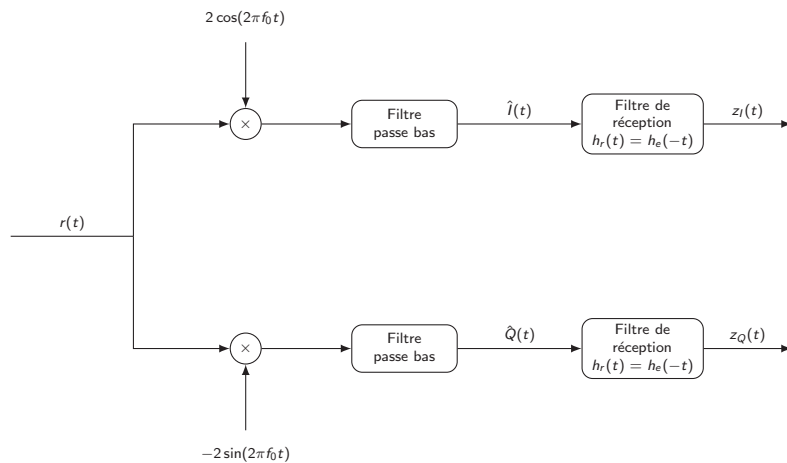 2 cos(2πf₀t)
×
Filtre
passe bas
Î(t)
Filtre de
réception
hᵣ(t) = hₑ(−t)
z_I(t)
r(t)
×
Filtre
passe bas
Q̂(t)
Filtre de
réception
hᵣ(t) = hₑ(−t)
z_Q(t)
−2 sin(2πf₀t)